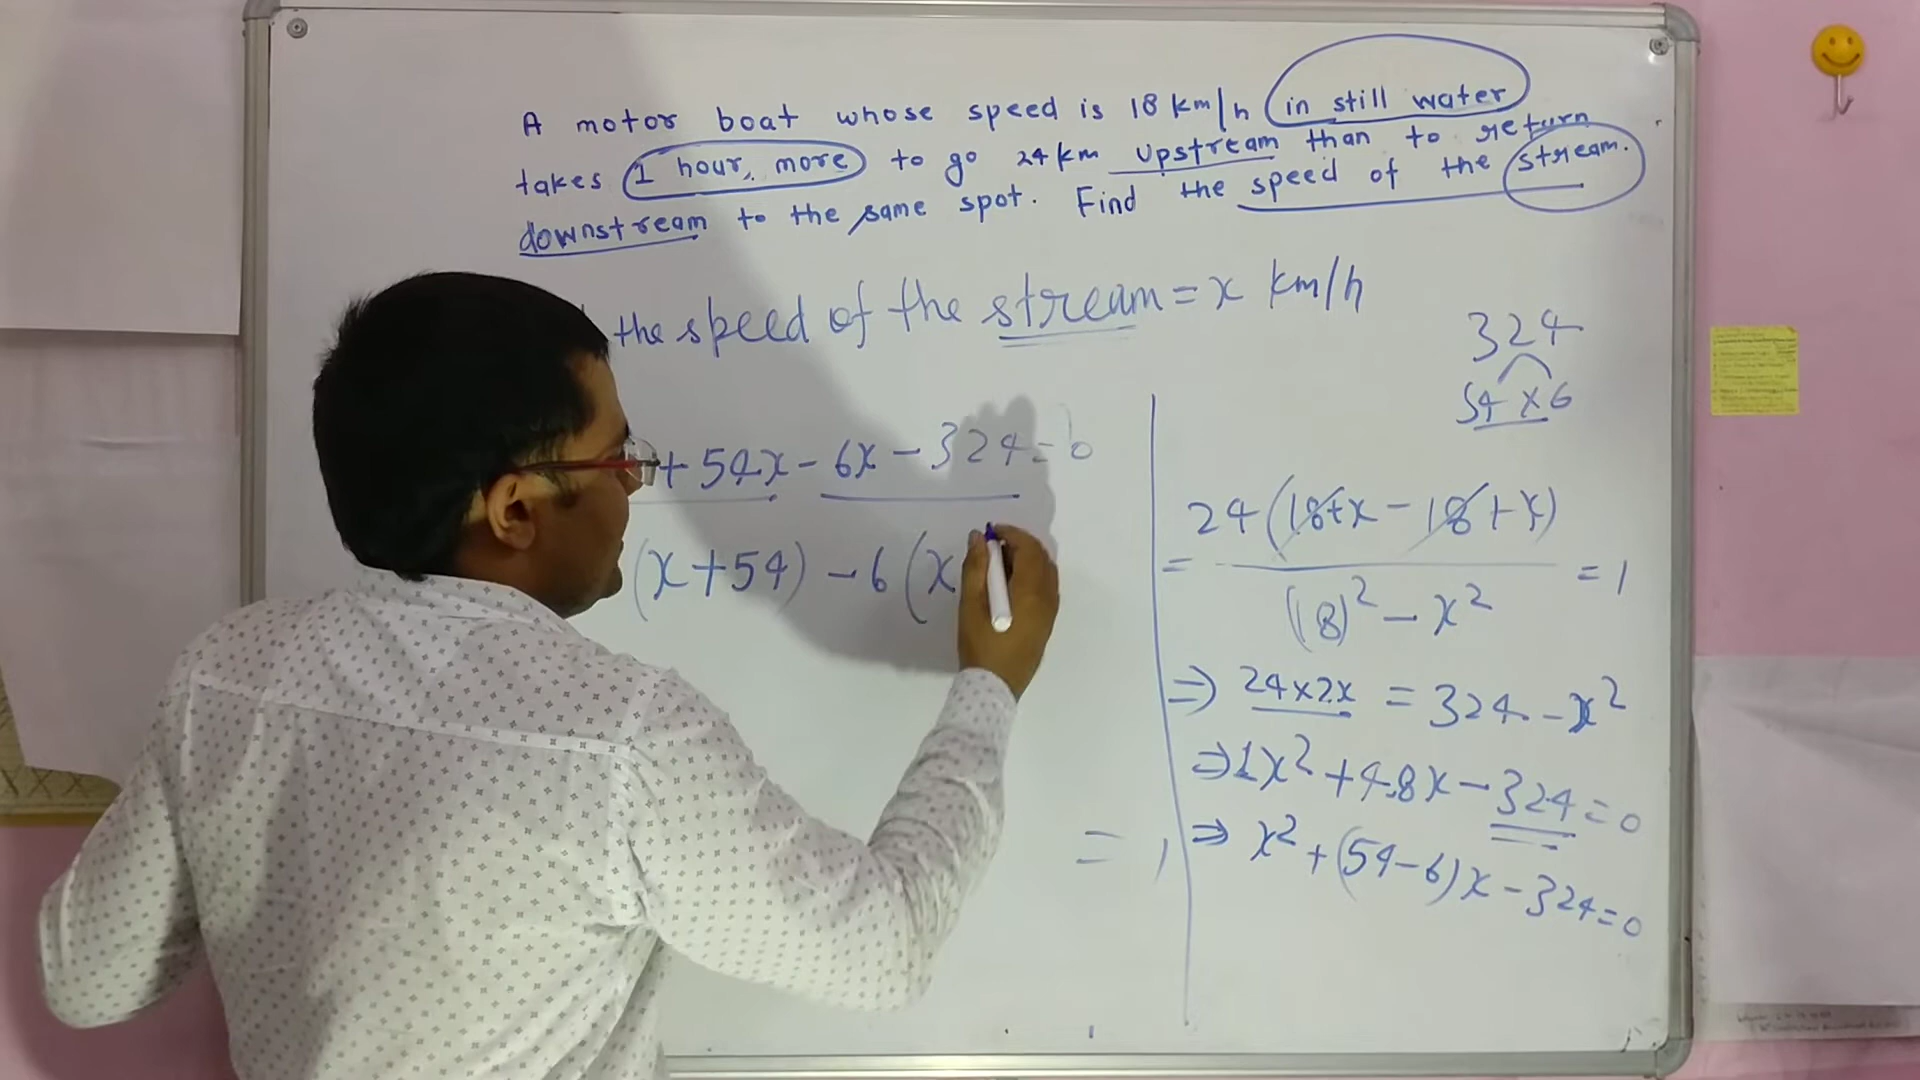 A motor boat whose speed is 18 km/h in still water
takes 1 hour, more to go 24 km upstream than to return
downstream to the same spot. Find the speed of the stream.
the speed of the stream = x km/h
324
54 × 6
+ 54x - 6x - 324 = 0
(x + 54) - 6 (x
= 1
24 (18+x - 18 + x)
= = 1
(18)² - x²
⇒ 24×2x = 324 - x²
⇒ 1x² + 48x - 324 = 0
⇒ x² + (54-6)x - 324 = 0